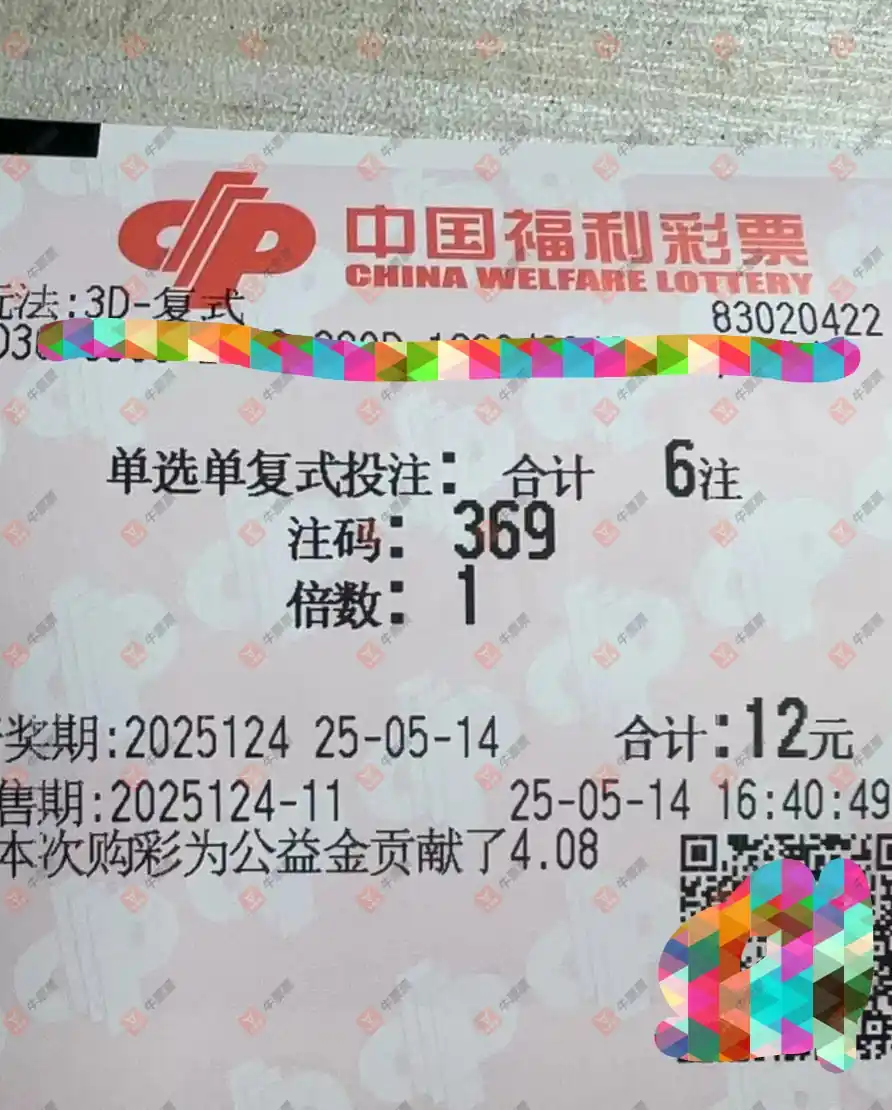 中国福利彩票
CHINA WELFARE LOTTERY
玩法:3D-复式
83020422
单选单复式投注: 合计 6注
注码: 369
倍数: 1
奖期:2025124 25-05-14 合计:12元
售期:2025124-11 25-05-14 16:40:49
本次购彩为公益金贡献了4.08